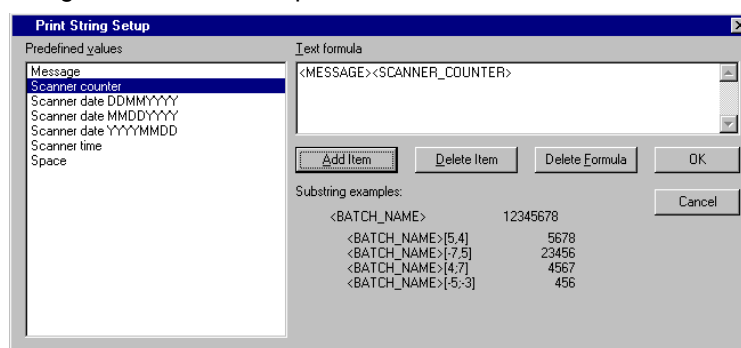 Print String Setup
Predefined values
Message
Scanner counter
Scanner date DDMMYYYY
Scanner date MMDDYYYY
Scanner date YYYYMMDD
Scanner time
Space
Text formula
<MESSAGE><SCANNER_COUNTER>
Add Item Delete Item Delete Formula OK
Cancel
Substring examples:
<BATCH_NAME> 12345678
<BATCH_NAME>[5,4] 5678
<BATCH_NAME>[-7,5] 23456
<BATCH_NAME>[4;7] 4567
<BATCH_NAME>[-5;-3] 456